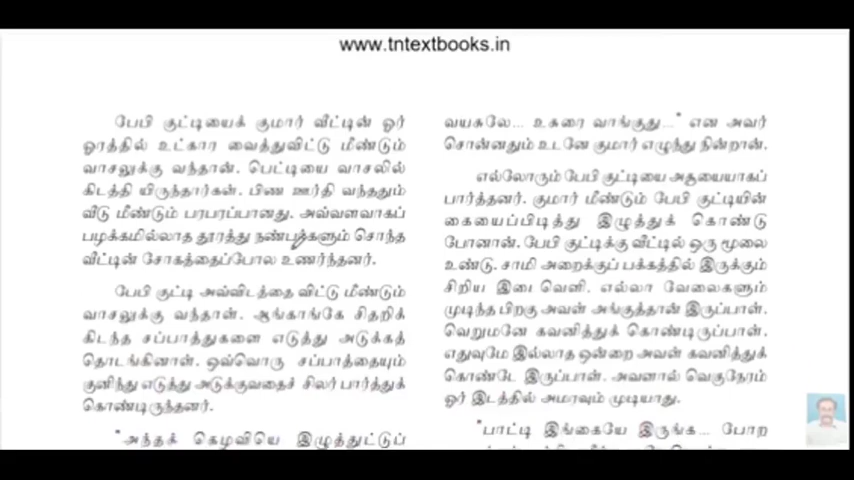 www.tntextbooks.in
பேபி குட்டியைக் குமார் வீட்டின் ஓர்
ஓரத்தில் உட்கார வைத்துவிட்டு மீண்டும்
வாசலுக்கு வந்தான். பெட்டியை வாசலில்
கிடத்தி யிருந்தார்கள். பிண ஊர்தி வந்ததும்
வீடு மீண்டும் பரபரப்பானது. அவ்வளவாகப்
பழக்கமில்லாத தூரத்து நண்பர்களும் சொந்த
வீட்டின் சோகத்தைப்போல உணர்ந்தனர்.
பேபி குட்டி அவ்விடத்தை விட்டு மீண்டும்
வாசலுக்கு வந்தாள். ஆங்காங்கே சிதறிக்
கிடந்த சப்பாத்துகளை எடுத்து அடுக்கத்
தொடங்கினாள். ஒவ்வொரு சப்பாத்தையும்
குனிந்து எடுத்து அடுக்குவதைச் சிலர் பார்த்துக்
கொண்டிருந்தனர்.
"அந்தக் கெழவியெ இழுத்துட்டுப்
வயசுலே... உசுரை வாங்குது..." என அவர்
சொன்னதும் உடனே குமார் எழுந்து நின்றான்.
எல்லோரும் பேபி குட்டியை அசூயையாகப்
பார்த்தனர். குமார் மீண்டும் பேபி குட்டியின்
கையைப்பிடித்து இழுத்துக் கொண்டு
போனான். பேபி குட்டிக்கு வீட்டில் ஒரு மூலை
உண்டு. சாமி அறைக்குப் பக்கத்தில் இருக்கும்
சிறிய இடைவெளி. எல்லா வேலைகளும்
முடிந்த பிறகு அவள் அங்குத்தான் இருப்பாள்.
வெறுமனே கவனித்துக் கொண்டிருப்பாள்.
எதுவுமே இல்லாத ஒன்றை அவள் கவனித்துக்
கொண்டே இருப்பாள். அவளால் வெகுநேரம்
ஓர் இடத்தில் அமரவும் முடியாது.
"பாட்டி இங்கையே இருங்க... போற